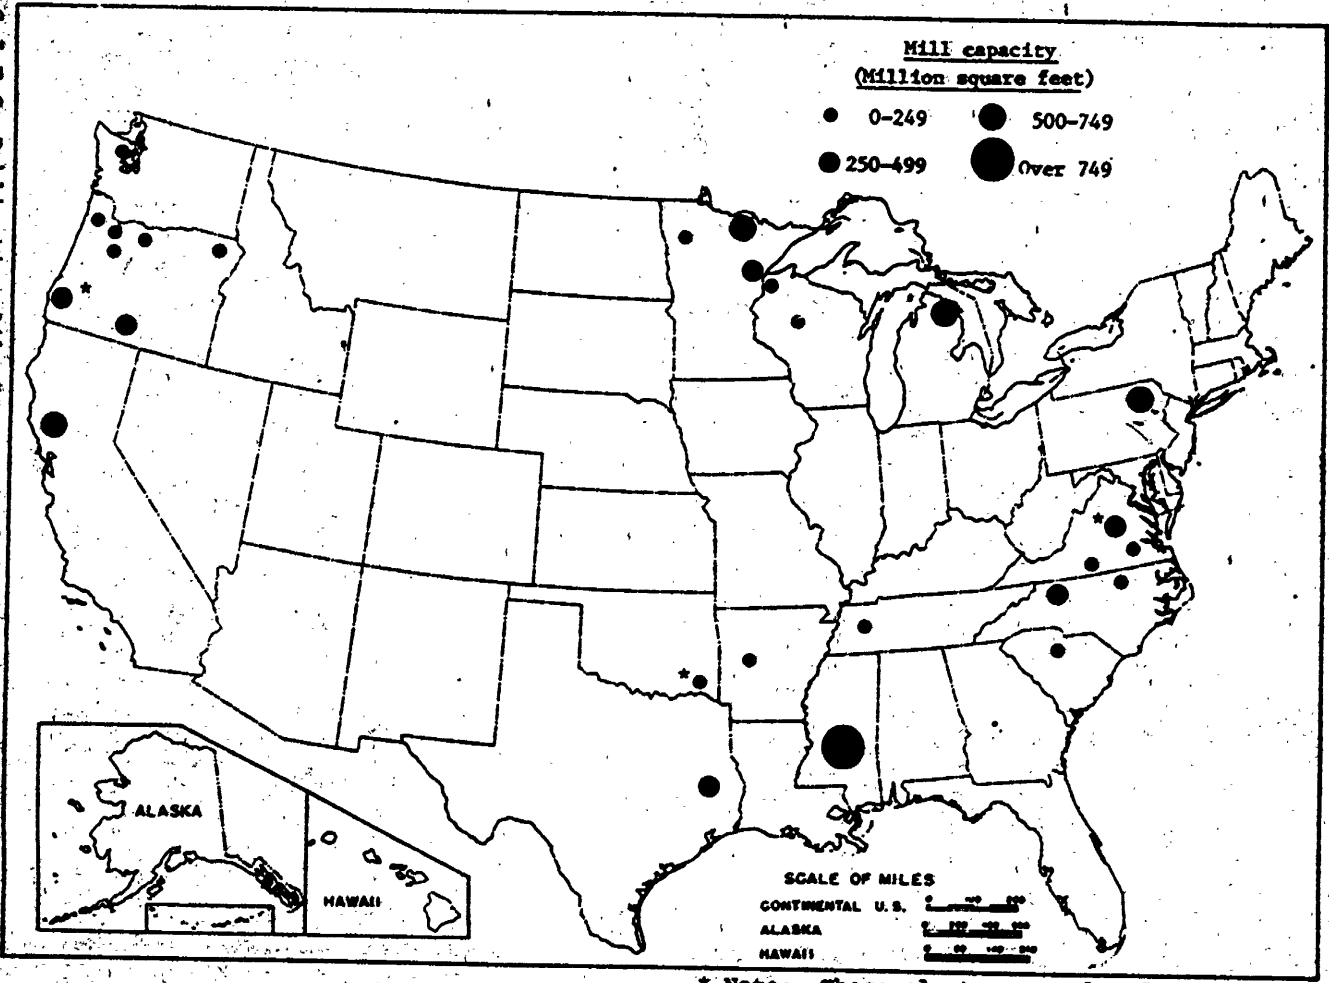 Mill capacity
(Million square feet)
0-249
500-749
250-499
Over 749
*
*
*
ALASKA
HAWAII
SCALE OF MILES
CONTINENTAL U.S.
ALASKA
HAWAII
* Note: